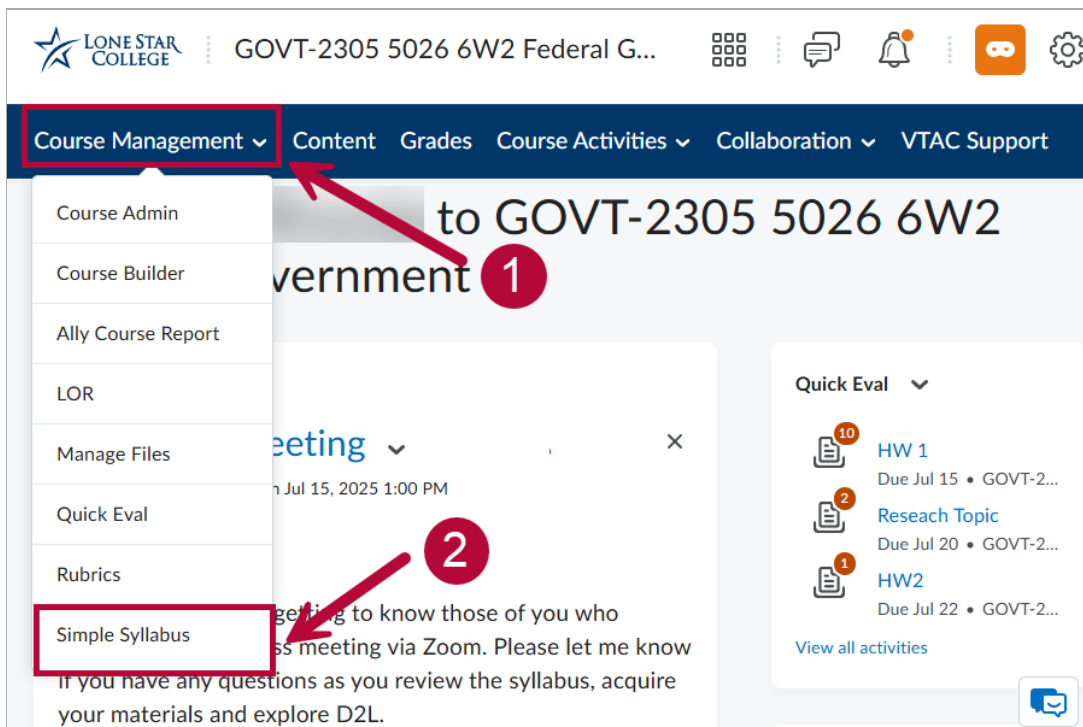 LONE STAR
COLLEGE
GOVT-2305 5026 6W2 Federal G...
Course Management
Content
Grades
Course Activities
Collaboration
VTAC Support
Course Admin
Course Builder
Ally Course Report
LOR
Manage Files
Quick Eval
Rubrics
Simple Syllabus
1
2
to GOVT-2305 5026 6W2
vernment
eeting
Jul 15, 2025 1:00 PM
getting to know those of you who
ss meeting via Zoom. Please let me know
if you have any questions as you review the syllabus, acquire
your materials and explore D2L.
Quick Eval
10
HW 1
Due Jul 15 • GOVT-2...
2
Reseach Topic
Due Jul 20 • GOVT-2...
1
HW2
Due Jul 22 • GOVT-2...
View all activities